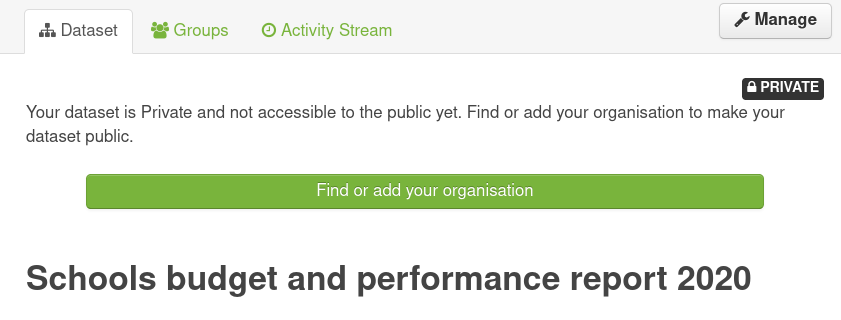 Dataset Groups Activity Stream Manage
PRIVATE
Your dataset is Private and not accessible to the public yet. Find or add your organisation to make your
dataset public.
Find or add your organisation
Schools budget and performance report 2020